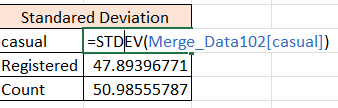 Standared Deviation
casual =STDEV(Merge_Data102[casual])
Registered 47.89396771
Count 50.98555787